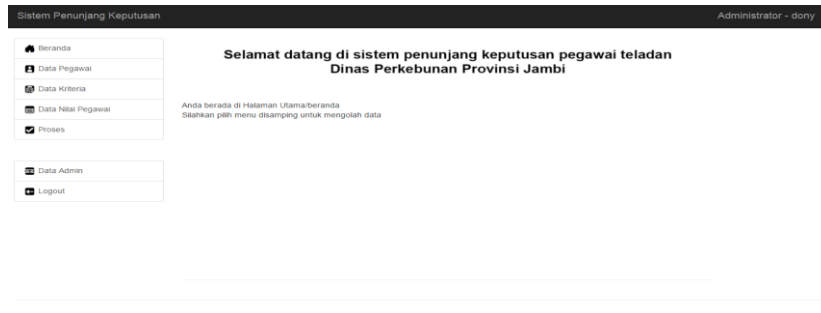 Sistem Penunjang Keputusan
Administrator - dony
Beranda
Data Pegawai
Data Kriteria
Data Nilai Pegawai
Proses
Data Admin
Logout
Selamat datang di sistem penunjang keputusan pegawai teladan
Dinas Perkebunan Provinsi Jambi
Anda berada di Halaman Utama/beranda
Silahkan pilih menu disamping untuk mengolah data